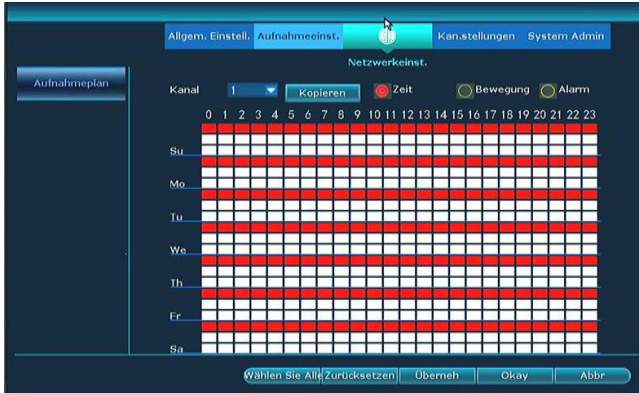 Allgem. Einstell. Aufnahmeeinst. Kan.stellungen System Admin
Netzwerkeinst.
Aufnahmeplan
Kanal 1 Kopieren Zeit Bewegung Alarm
0 1 2 3 4 5 6 7 8 9 10 11 12 13 14 15 16 17 18 19 20 21 22 23
Su
Mo
Tu
We
Th
Fr
Sa
Wählen Sie Alle Zurücksetzen Überneh Okay Abbr